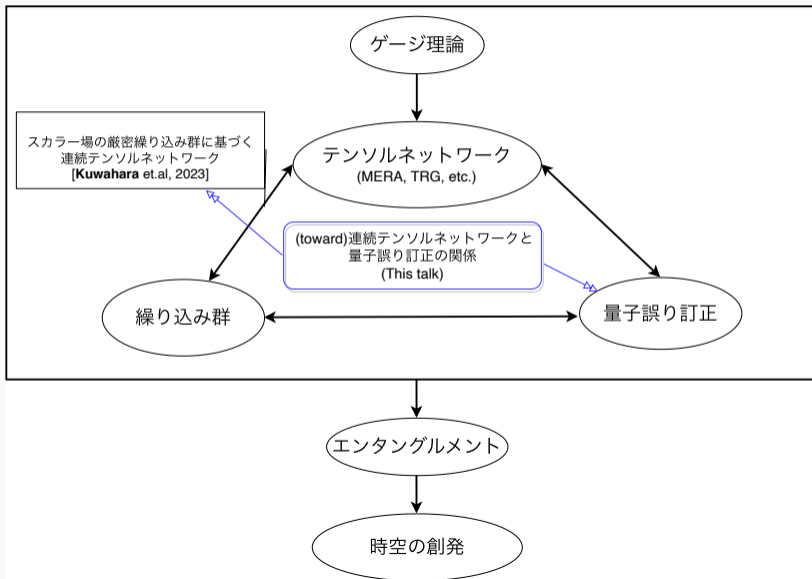 ゲージ理論
スカラー場の厳密繰り込み群に基づく
連続テンソルネットワーク
[Kuwahara et.al, 2023]
テンソルネットワーク
(MERA, TRG, etc.)
(toward)連続テンソルネットワークと
量子誤り訂正の関係
(This talk)
繰り込み群
量子誤り訂正
エンタングルメント
時空の創発